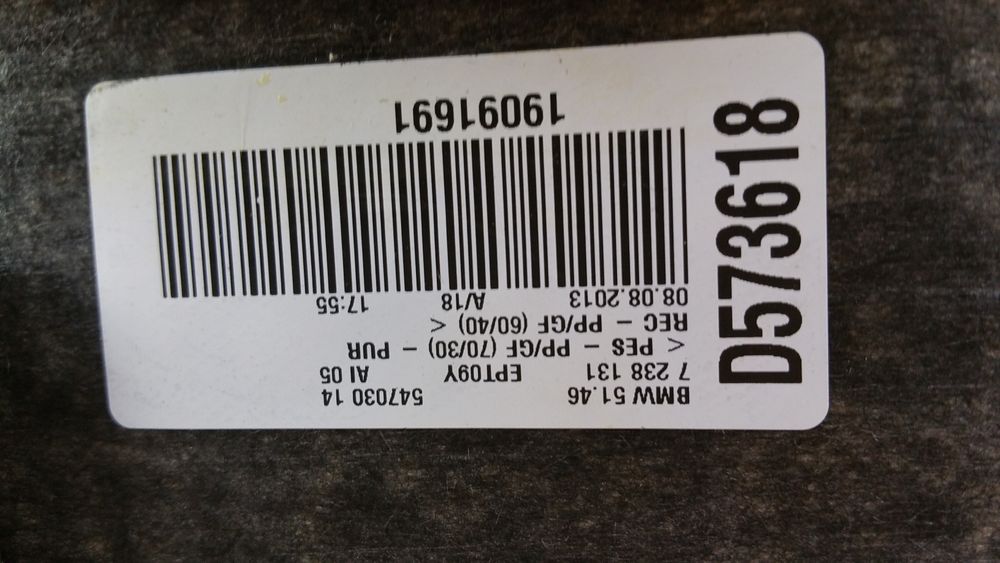 BMW 51.46 547030 14
7 238 131 EPT09Y AI 05
> PES - PP/GF (70/30) - PUR
REC - PP/GF (60/40) <
08.08.2013 A/18 17:55
19091691
D573618